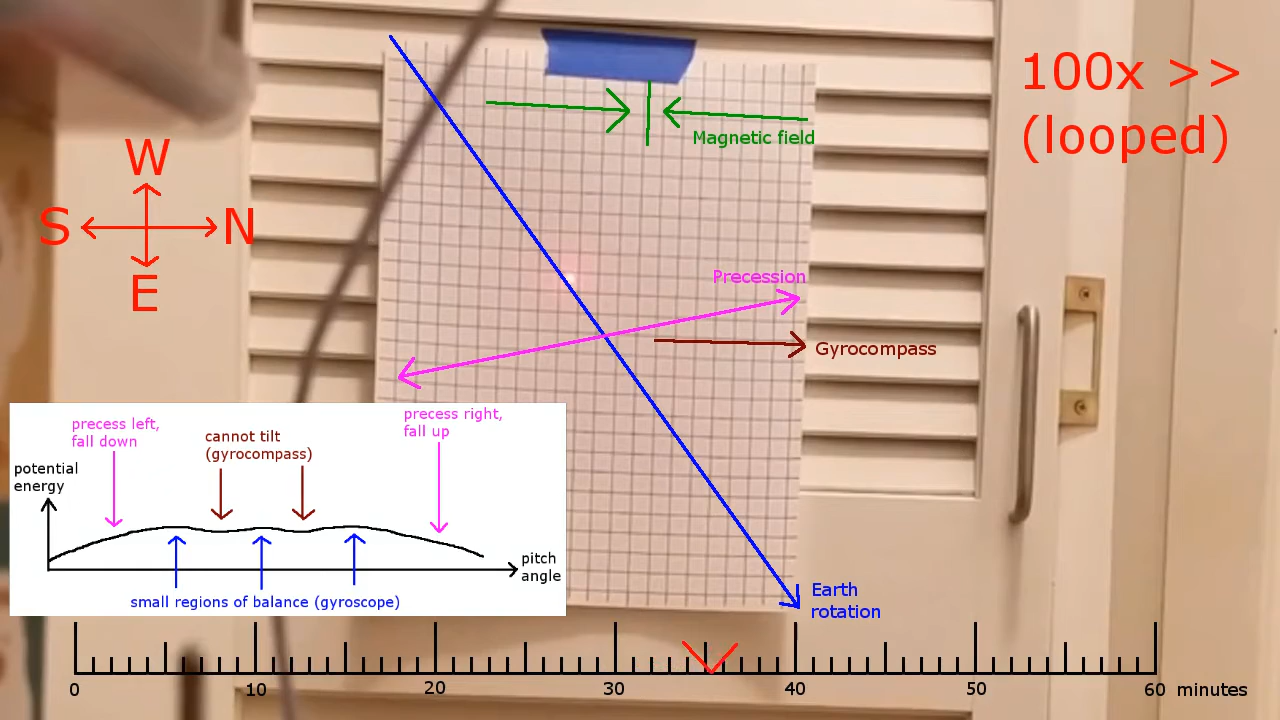 100x >>
(looped)
Magnetic field
W
S
N
E
Precession
Gyrocompass
precess left,
fall down
cannot tilt
(gyrocompass)
precess right,
fall up
potential
energy
pitch
angle
small regions of balance (gyroscope)
Earth
rotation
0
10
20
30
40
50
60 minutes